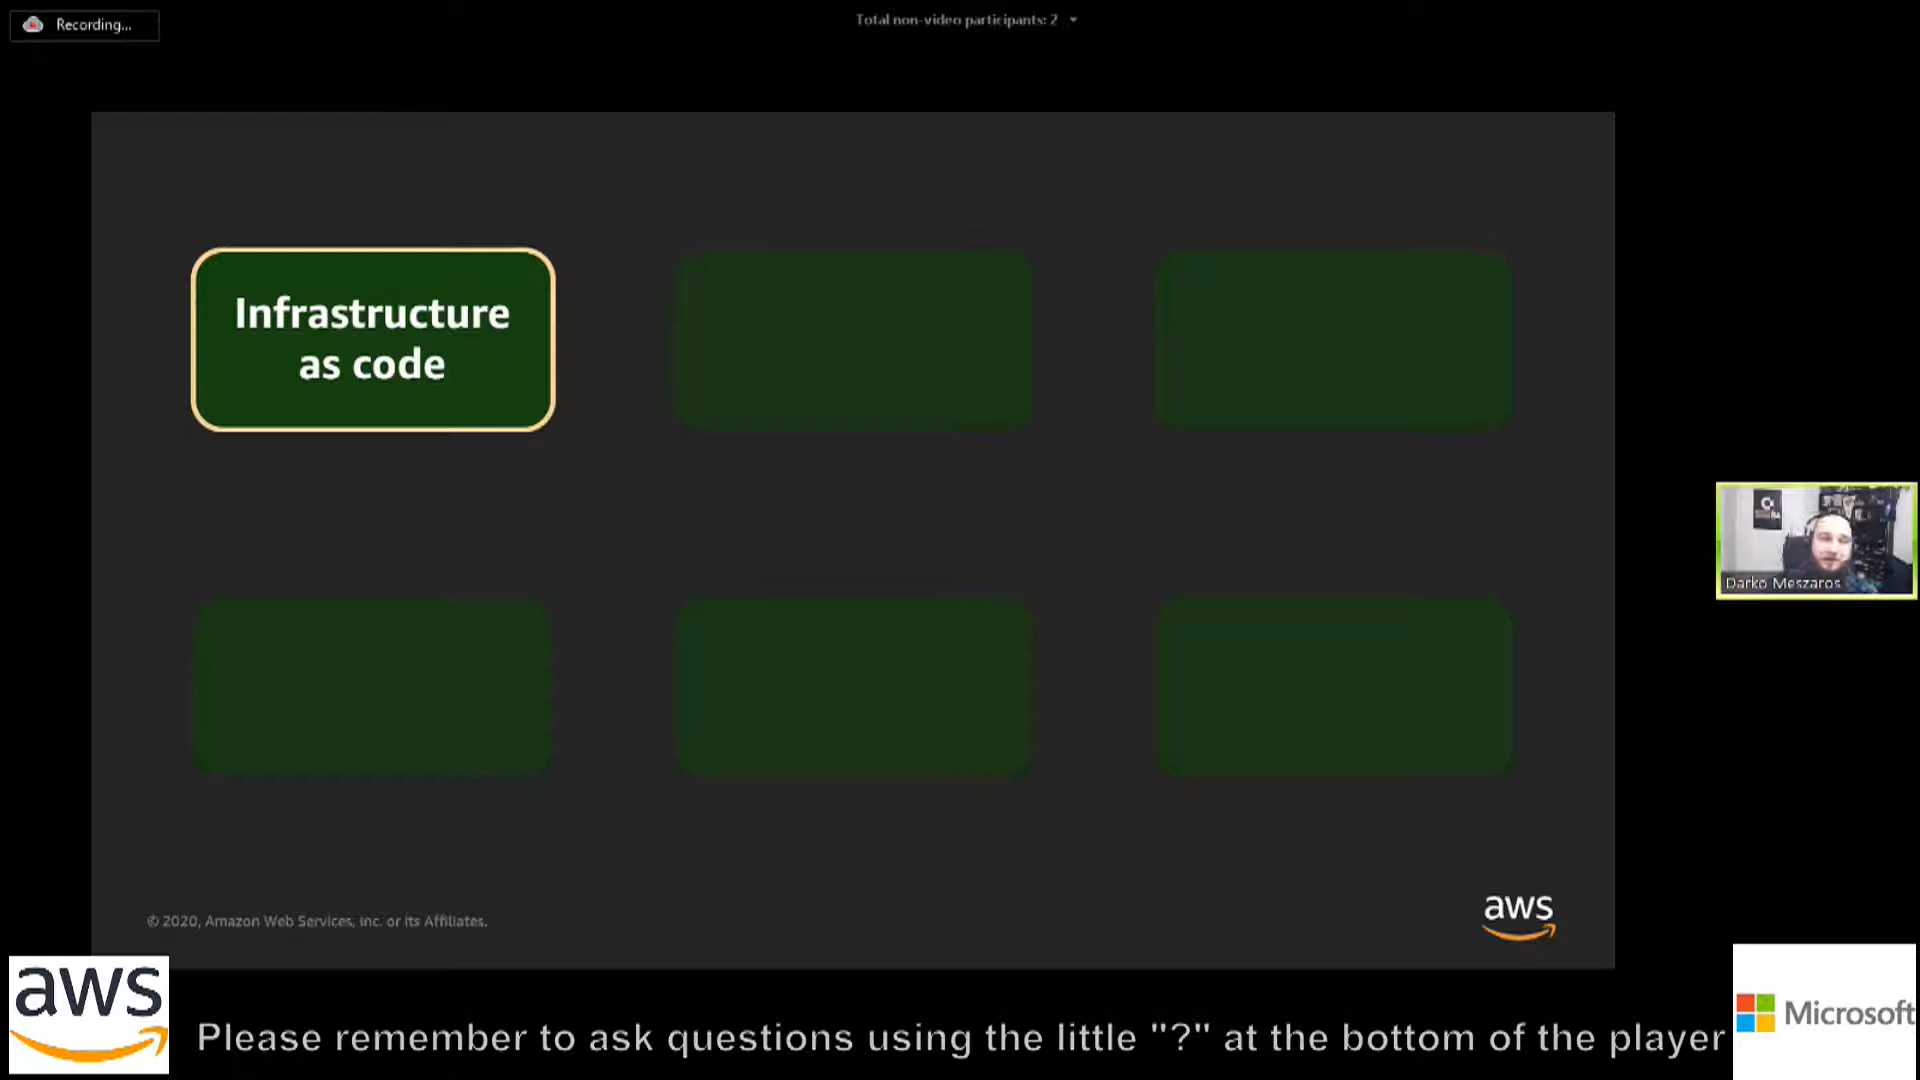 Recording...
Total non-video participants: 2
Infrastructure
as code
Darko Meszaros
© 2020, Amazon Web Services, Inc. or its Affiliates.
aws
aws
Please remember to ask questions using the little "?" at the bottom of the player
Microsoft